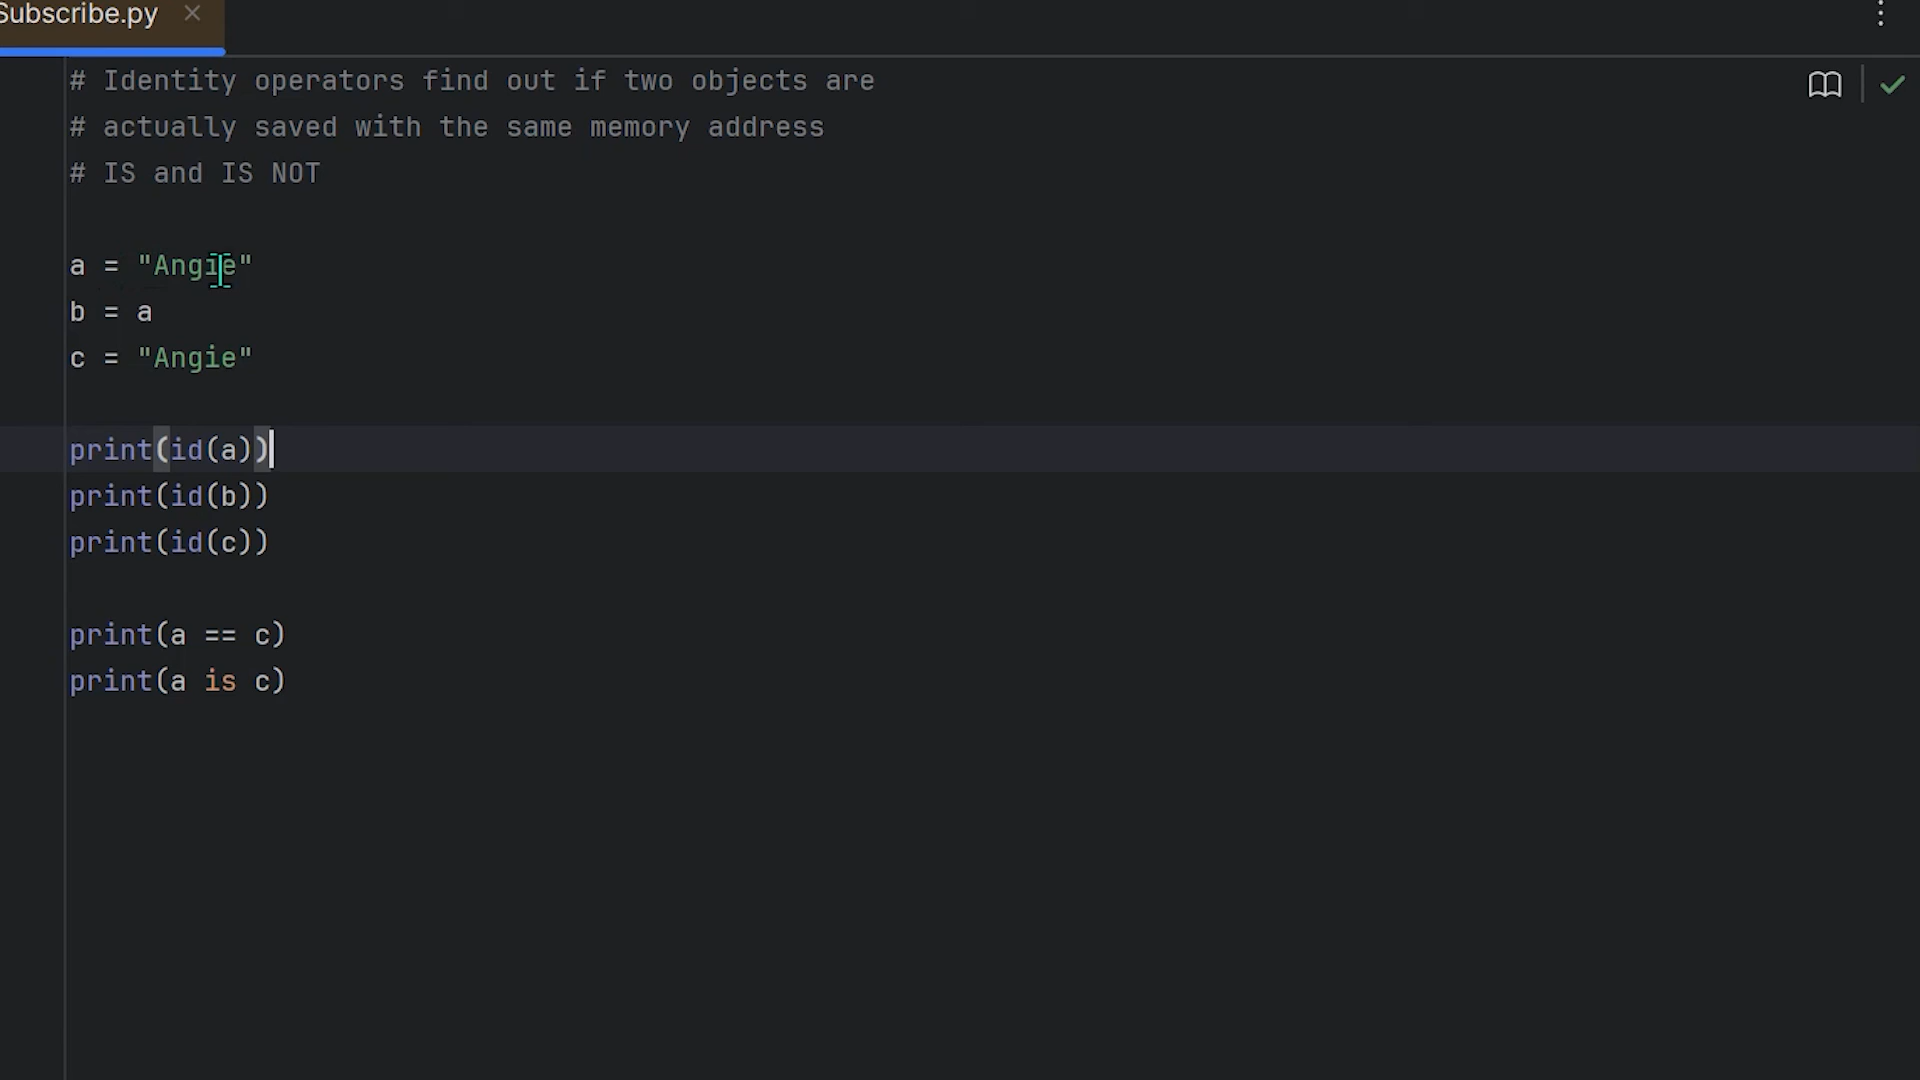 Subscribe.py
# Identity operators find out if two objects are
# actually saved with the same memory address
# IS and IS NOT
a = "Angie"
b = a
c = "Angie"
print(id(a))
print(id(b))
print(id(c))
print(a == c)
print(a is c)